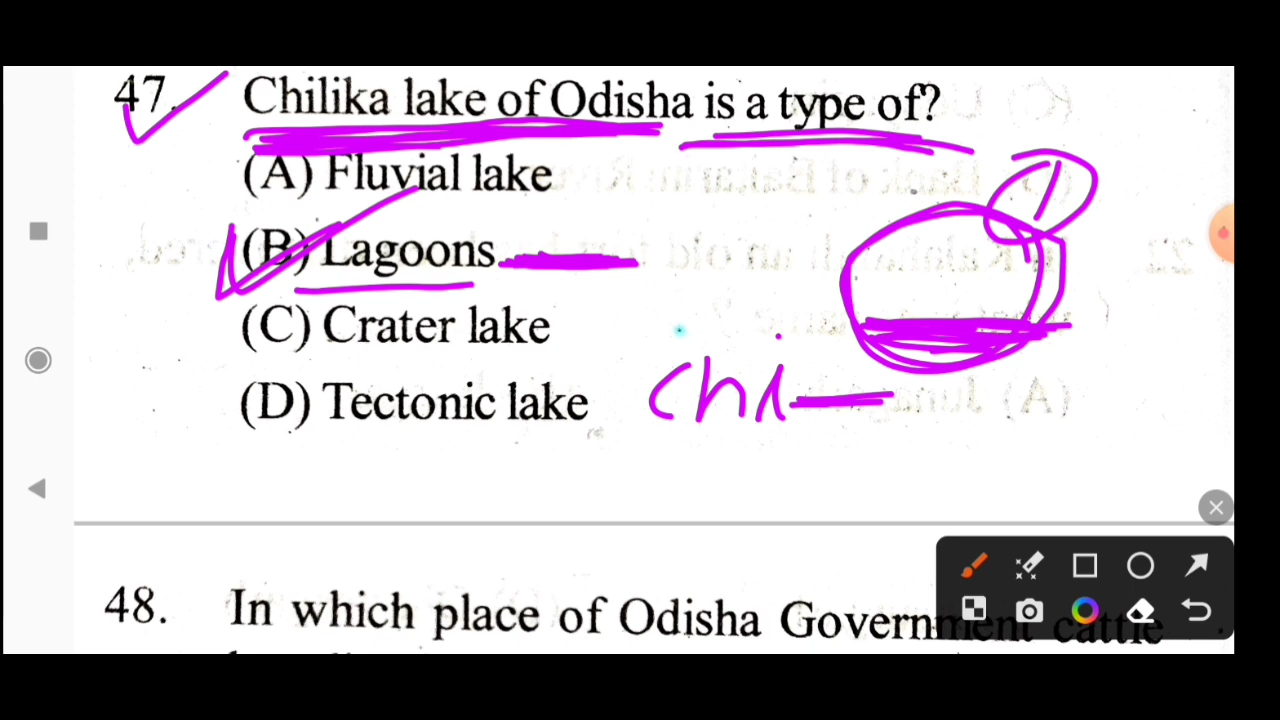 47. Chilika lake of Odisha is a type of?
(A) Fluvial lake
(B) Lagoons
(C) Crater lake
(D) Tectonic lake
chi
48. In which place of Odisha Government cattle